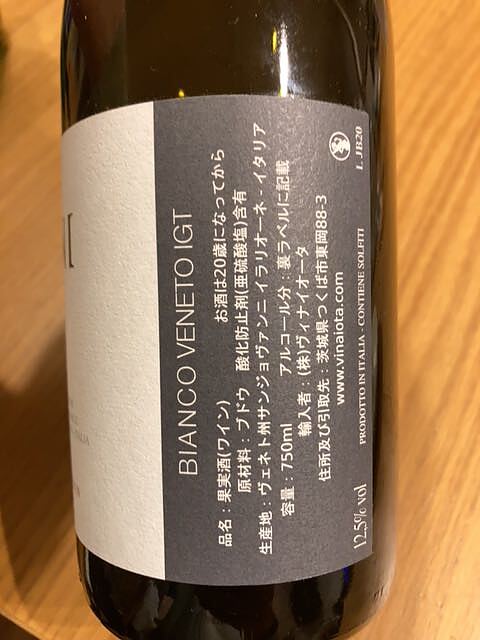 BIANCO VENETO IGT
品名：果実酒(ワイン) お酒は20歳になってから
原材料：ブドウ 酸化防止剤(亜硫酸塩)含有
生産地：ヴェネト州サンジョヴァンニイラリオーネ - イタリア
容量：750ml アルコール分：裏ラベルに記載
輸入者：(株)ヴィナイオータ
住所及び引取先：茨城県つくば市東岡88-3
www.vinaiota.com
12.5% vol PRODOTTO IN ITALIA - CONTIENE SOLFITI L JB20